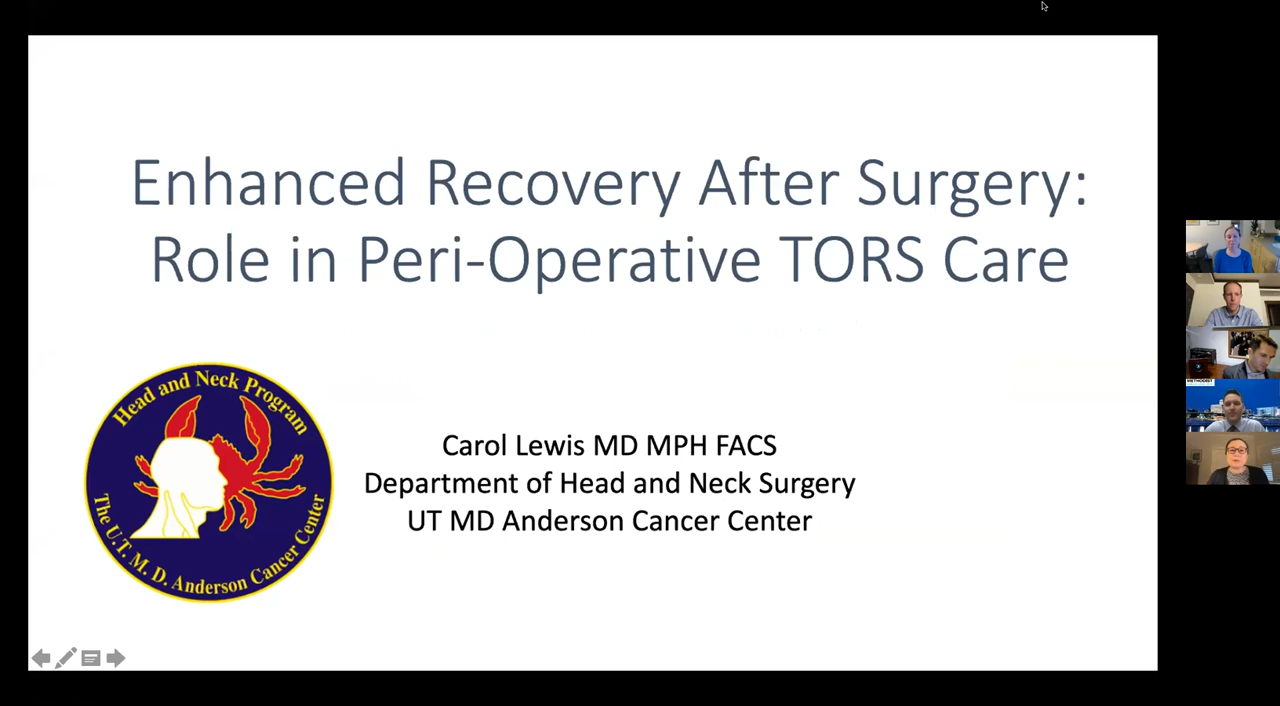 Enhanced Recovery After Surgery:
Role in Peri-Operative TORS Care
Head and Neck Program
The U.T. M. D. Anderson Cancer Center
Carol Lewis MD MPH FACS
Department of Head and Neck Surgery
UT MD Anderson Cancer Center
METHODIST